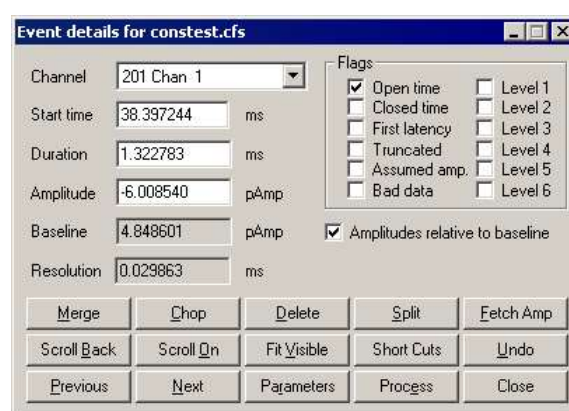 Event details for constest.cfs
Channel 201 Chan 1
Start time 38.397244 ms
Duration 1.322783 ms
Amplitude -6.008540 pAmp
Baseline 4.848601 pAmp
Resolution 0.029863 ms
Flags
Open time Level 1
Closed time Level 2
First latency Level 3
Truncated Level 4
Assumed amp. Level 5
Bad data Level 6
Amplitudes relative to baseline
Merge Chop Delete Split Fetch Amp
Scroll Back Scroll On Fit Visible Short Cuts Undo
Previous Next Parameters Process Close